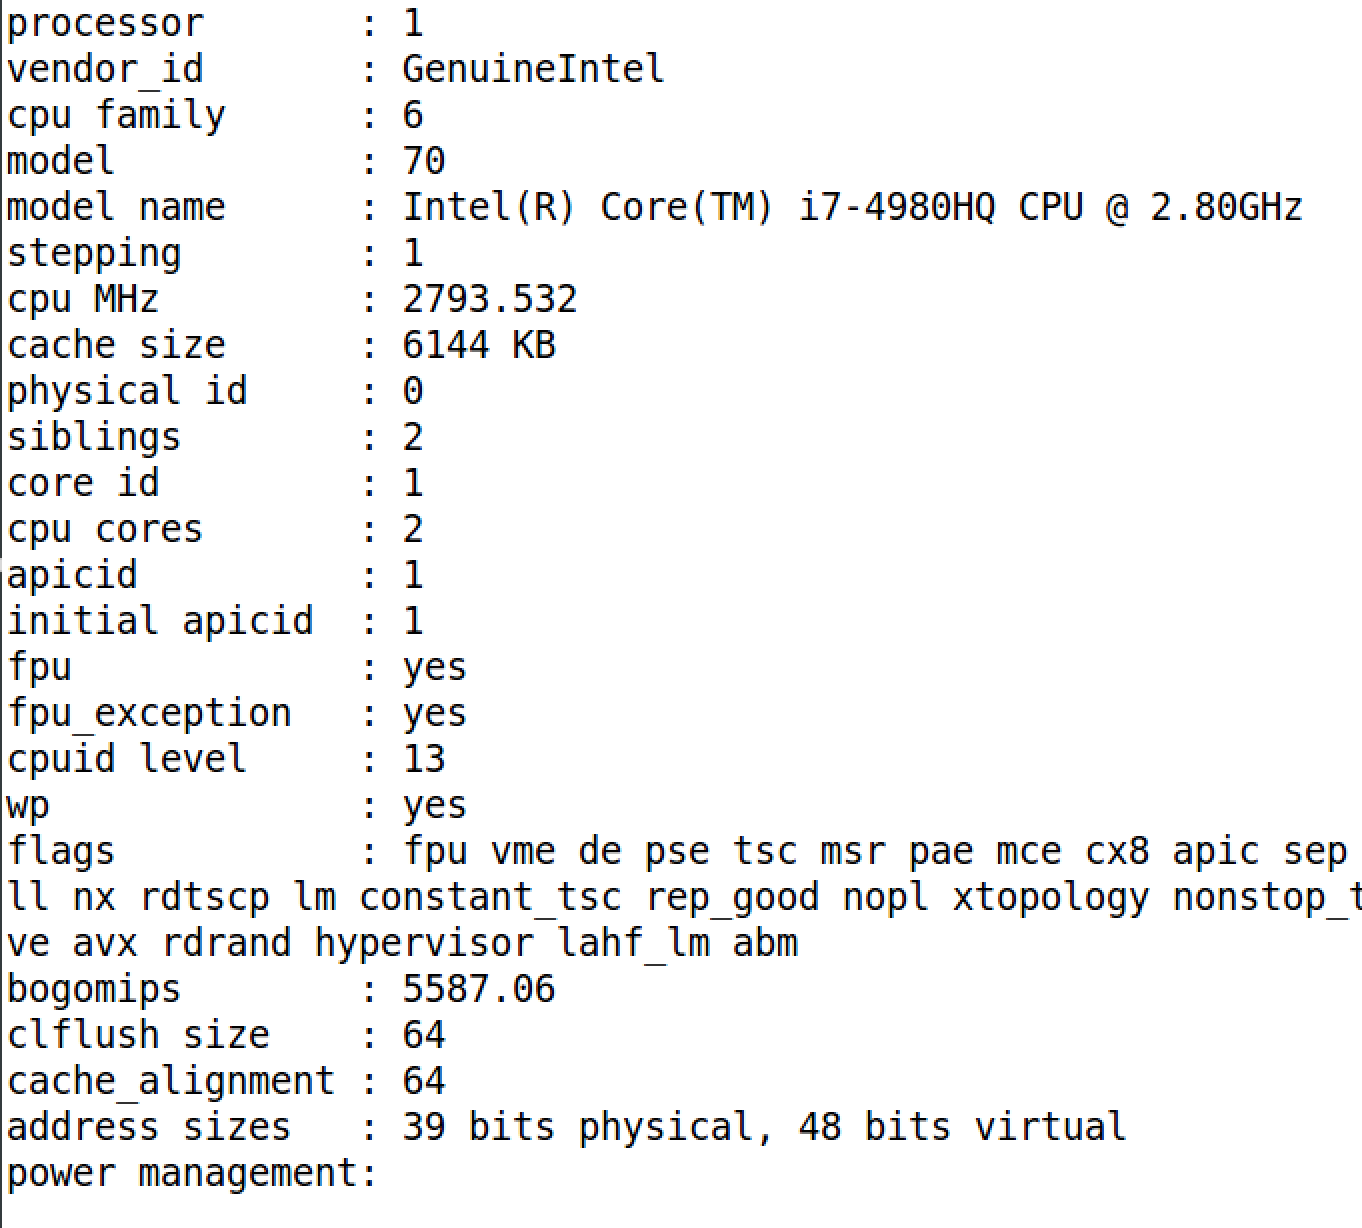 processor : 1
vendor_id : GenuineIntel
cpu family : 6
model : 70
model name : Intel(R) Core(TM) i7-4980HQ CPU @ 2.80GHz
stepping : 1
cpu MHz : 2793.532
cache size : 6144 KB
physical id : 0
siblings : 2
core id : 1
cpu cores : 2
apicid : 1
initial apicid : 1
fpu : yes
fpu_exception : yes
cpuid level : 13
wp : yes
flags : fpu vme de pse tsc msr pae mce cx8 apic sep
ll nx rdtscp lm constant_tsc rep_good nopl xtopology nonstop_t
ve avx rdrand hypervisor lahf_lm abm
bogomips : 5587.06
clflush size : 64
cache_alignment : 64
address sizes : 39 bits physical, 48 bits virtual
power management: